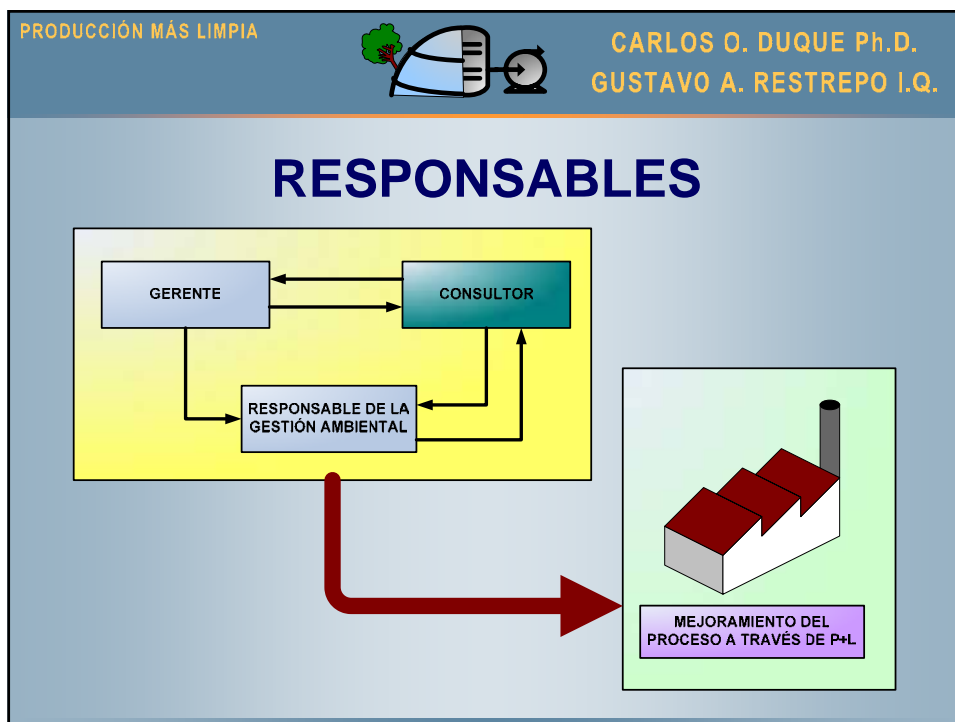 PRODUCCIÓN MÁS LIMPIA
CARLOS O. DUQUE Ph.D.
GUSTAVO A. RESTREPO I.Q.
RESPONSABLES
GERENTE
CONSULTOR
RESPONSABLE DE LA
GESTIÓN AMBIENTAL
MEJORAMIENTO DEL
PROCESO A TRAVÉS DE P+L